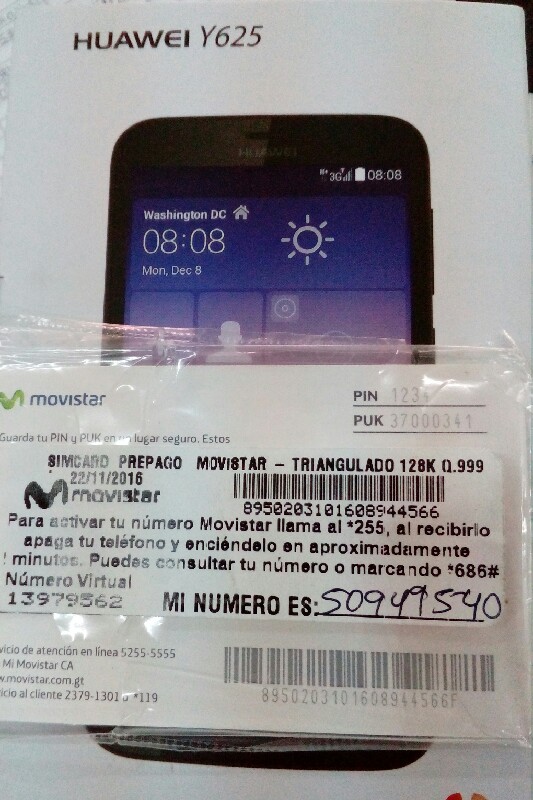 HUAWEI Y625
HUAWEI
3G 08:08
Washington DC
08:08
Mon, Dec 8
movistar
PIN 123
PUK 37000341
Guarda tu PIN y PUK en un lugar seguro. Estos
SIMCARD PREPAGO MOVISTAR - TRIANGULADO 128K Q.999
22/11/2016
movistar
8950203101608944566
Para activar tu número Movistar llama al *255, al recibirlo
apaga tu teléfono y enciéndelo en aproximadamente
minutos. Puedes consultar tu número o marcando *686#
Número Virtual
13979562
MI NUMERO ES: 50949540
vicio de atención en línea 5255-5555
Mi Movistar CA
w.movistar.com.gt
icio al cliente 2379-1301 o *119
8950203101608944566F